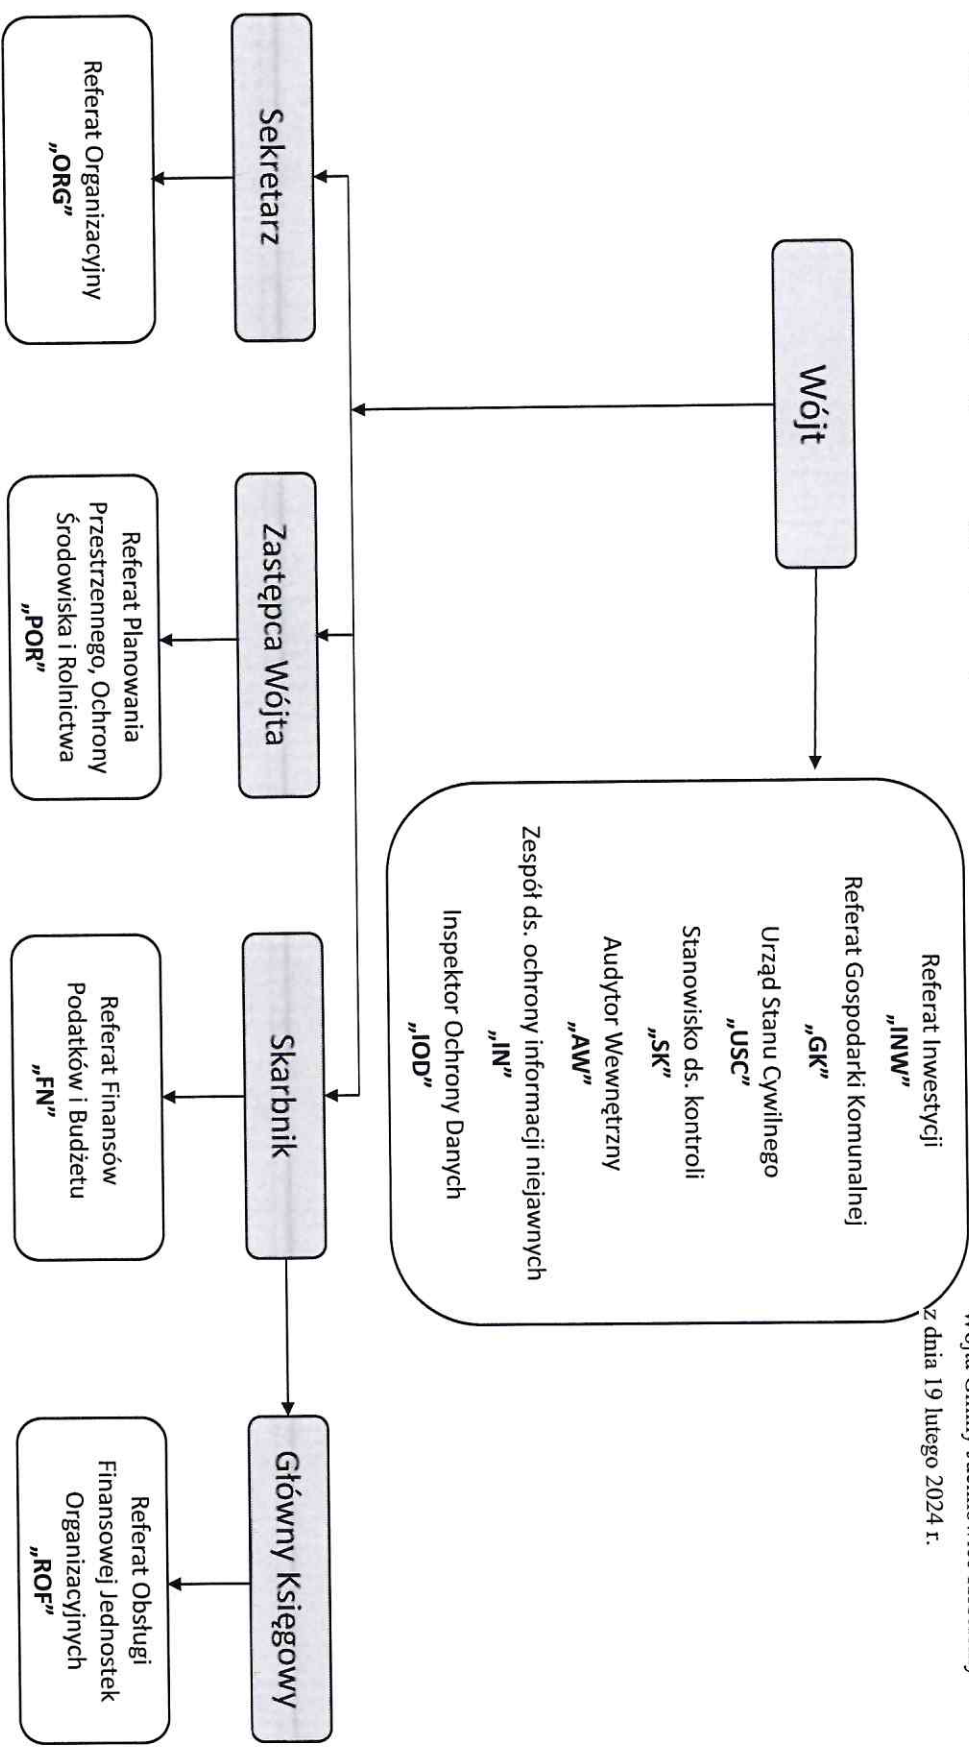 z dnia 19 lutego 2024 r.
Wójt
Referat Inwestycji
„INW”
Referat Gospodarki Komunalnej
„GK”
Urząd Stanu Cywilnego
„USC”
Stanowisko ds. kontroli
„SK”
Audytor Wewnętrzny
„AW”
Zespół ds. ochrony informacji niejawnych
„IN”
Inspektor Ochrony Danych
„IOD”
Sekretarz
Zastępca Wójta
Skarbnik
Główny Księgowy
Referat Organizacyjny
„ORG”
Referat Planowania
Przestrzennego, Ochrony
Środowiska i Rolnictwa
„POR”
Referat Finansów
Podatków i Budżetu
„FN”
Referat Obsługi
Finansowej Jednostek
Organizacyjnych
„ROF”